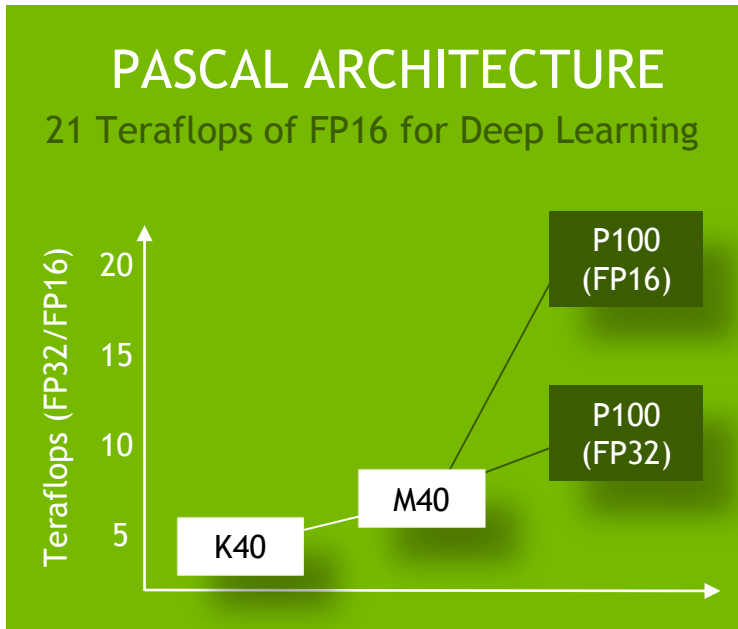 PASCAL ARCHITECTURE
21 Teraflops of FP16 for Deep Learning
Teraflops (FP32/FP16)
20
15
10
5
K40
M40
P100
(FP16)
P100
(FP32)